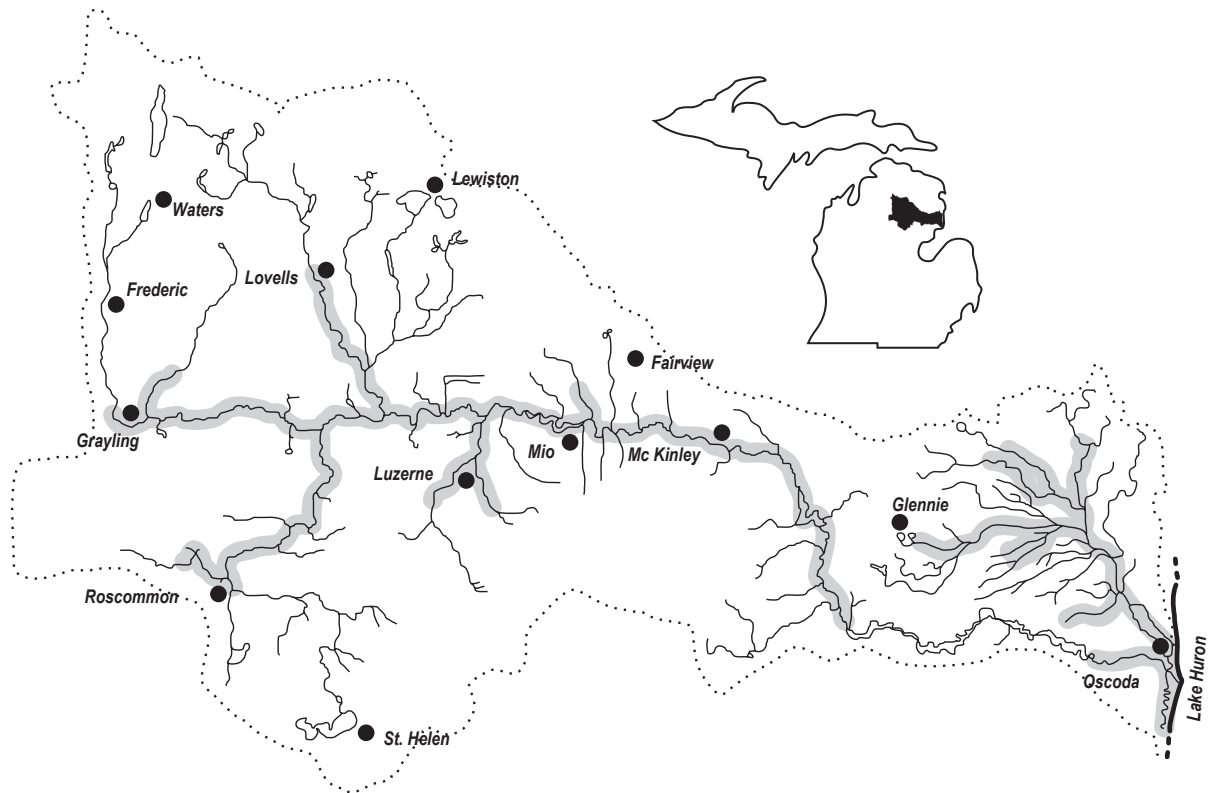 Lewiston
Waters
Lovells
Frederic
Fairview
Grayling
Mio
Mc Kinley
Luzerne
Glennie
Roscommon
Oscoda
Lake Huron
St. Helen